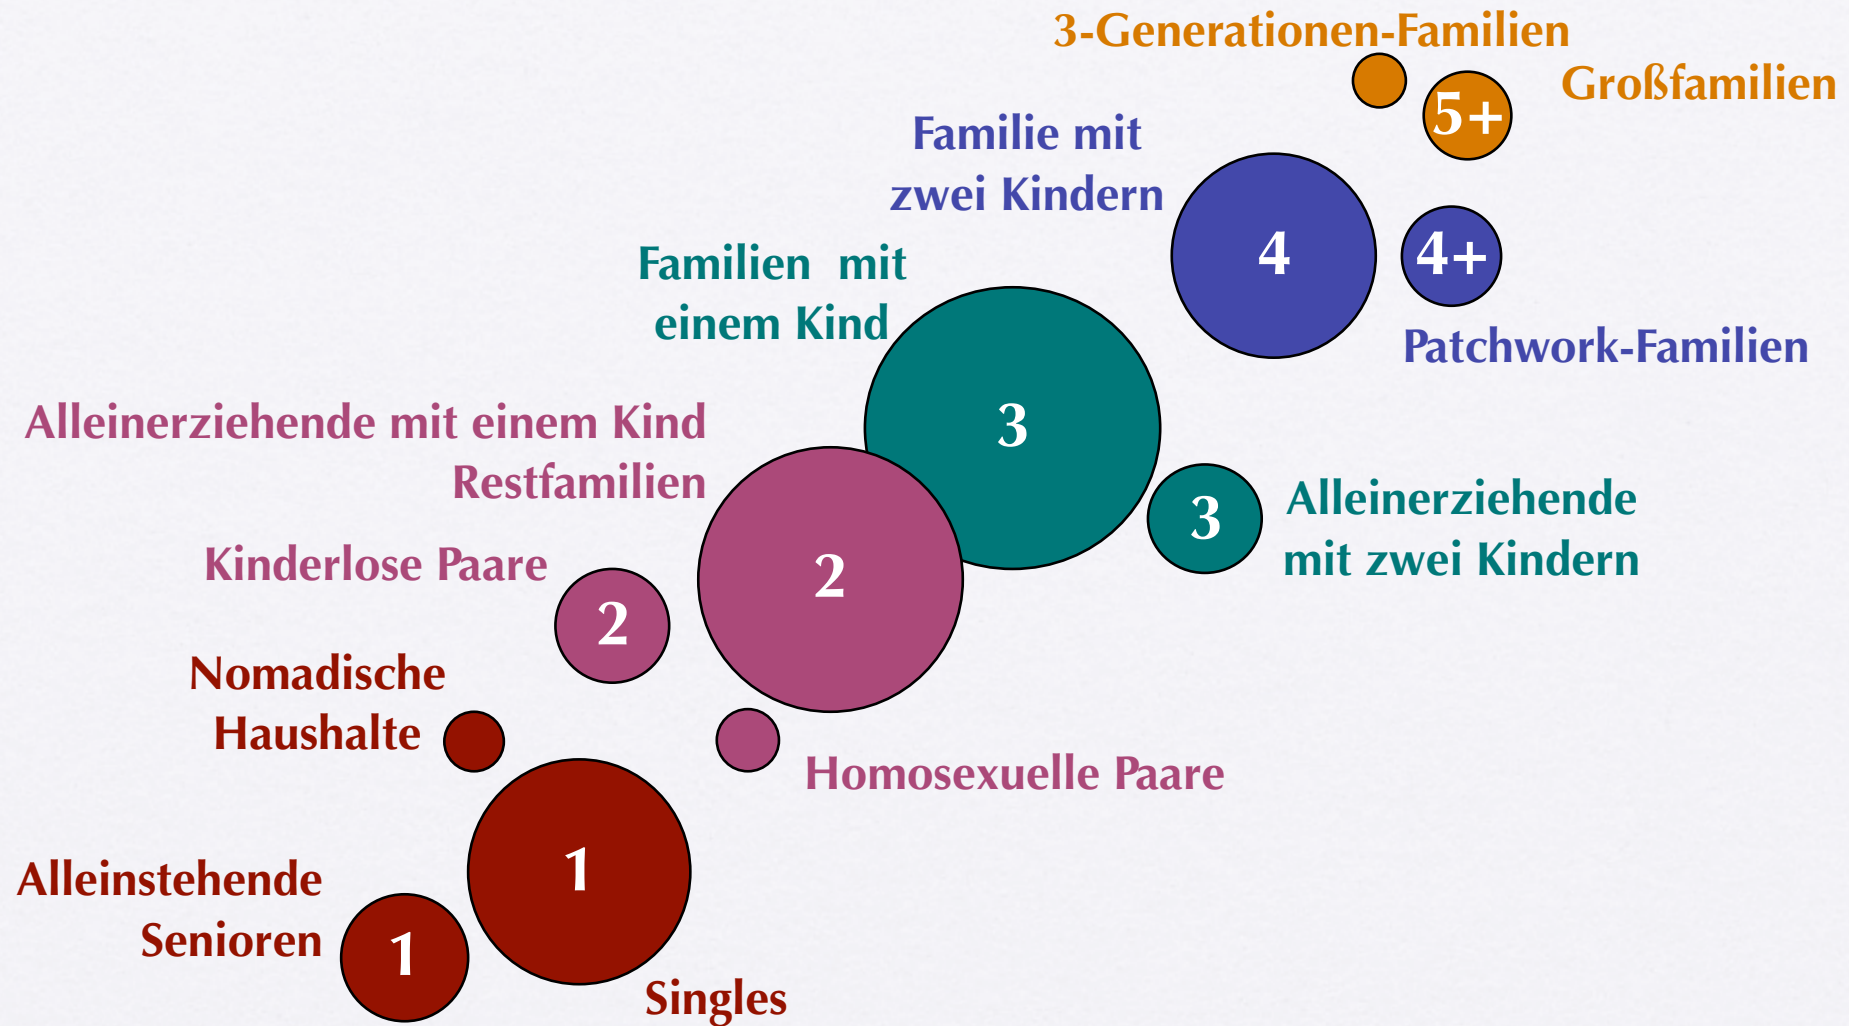 3-Generationen-Familien
Großfamilien
5+
Familie mit
zwei Kindern
4
4+
Patchwork-Familien
Familien mit
einem Kind
3
Alleinerziehende mit einem Kind
Restfamilien
2
3
Alleinerziehende
mit zwei Kindern
Kinderlose Paare
2
Nomadische
Haushalte
Homosexuelle Paare
1
Singles
Alleinstehende
Senioren
1